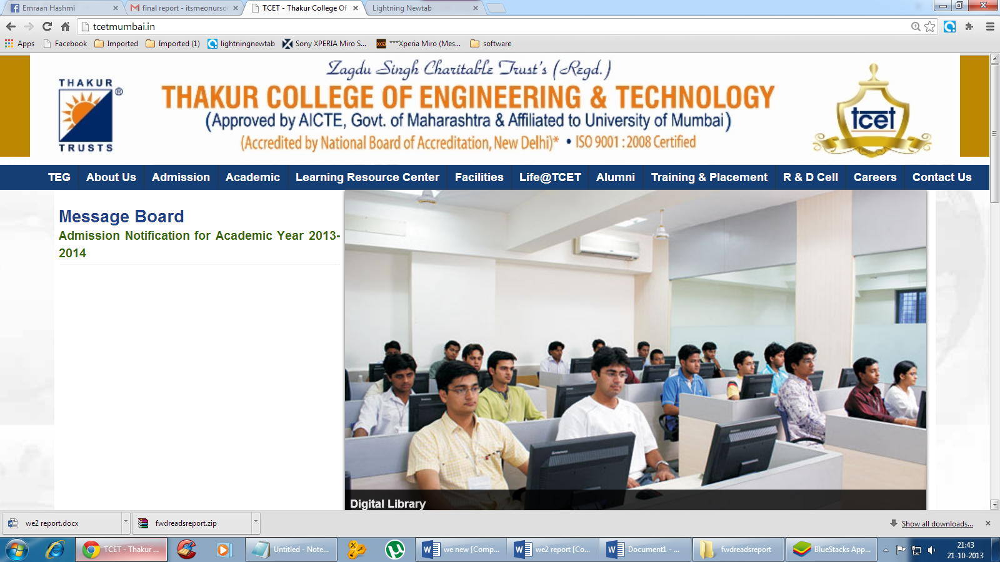 Emraan Hashmi
final report - itsmeonurso
TCET - Thakur College Of
Lightning Newtab
tcetmumbai.in
Apps
Facebook
Imported
Imported (1)
lightningnewtab
Sony XPERIA Miro S...
xda
***Xperia Miro (Mes...
software
THAKUR
®
TRUSTS
Zagdu Singh Charitable Trust's (Regd.)
THAKUR COLLEGE OF ENGINEERING & TECHNOLOGY
(Approved by AICTE, Govt. of Maharashtra & Affiliated to University of Mumbai)
(Accredited by National Board of Accreditation, New Delhi)* • ISO 9001 : 2008 Certified
tcet
TEG About Us Admission Academic Learning Resource Center Facilities Life@TCET Alumni Training & Placement R & D Cell Careers Contact Us
Message Board
Admission Notification for Academic Year 2013-
2014
Digital Library
we2 report.docx
fwdreadsreport.zip
Show all downloads...
TCET - Thakur ...
Untitled - Note...
we new [Comp...
we2 report [Co...
Document1 - ...
fwdreadsreport
BlueStacks App...
21:43
21-10-2013